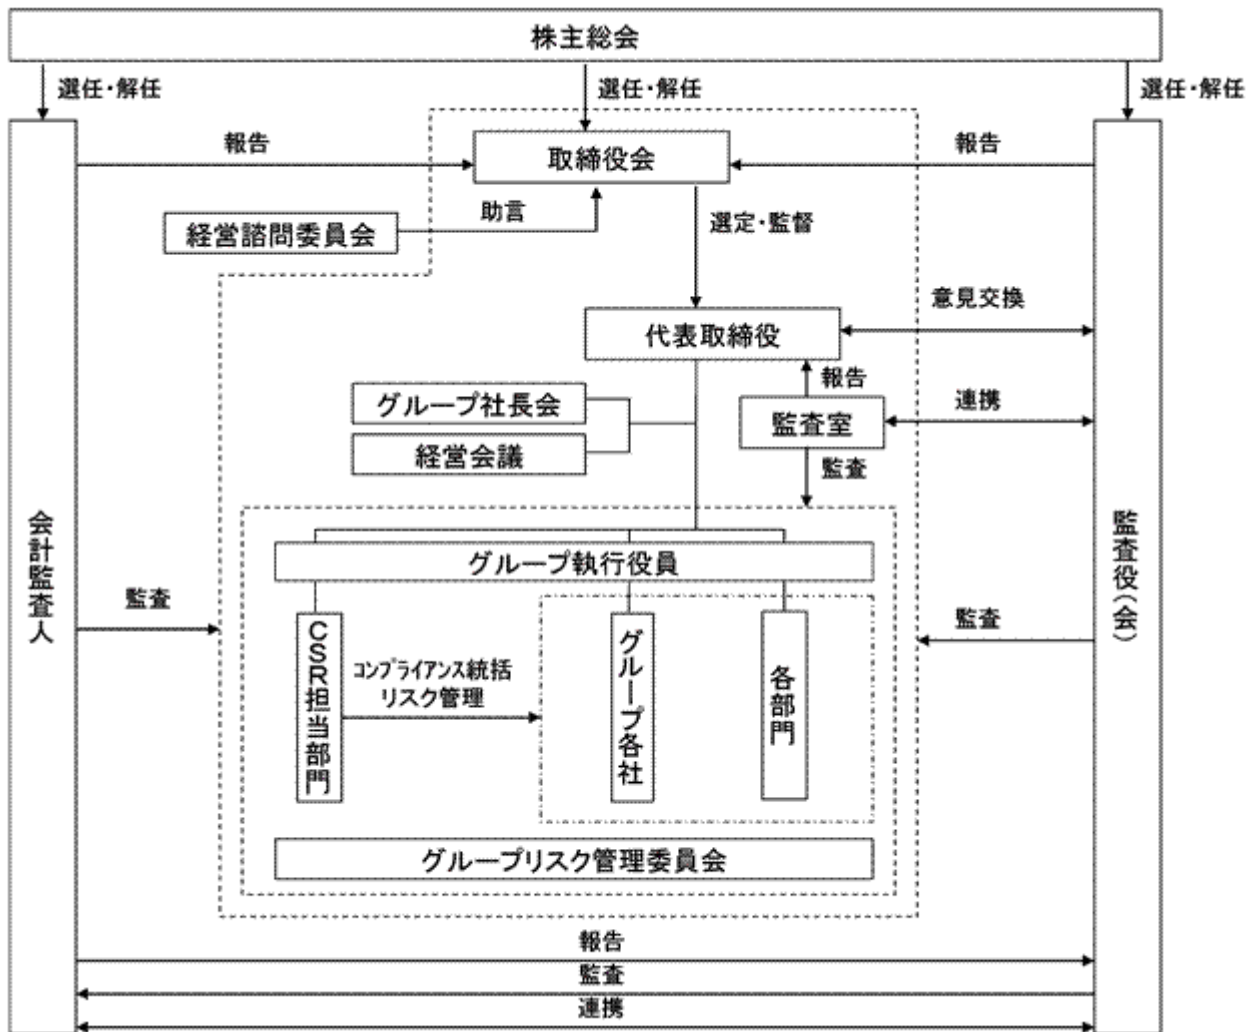 株主総会
選任・解任
選任・解任
選任・解任
報告
取締役会
報告
助言
経営諮問委員会
選定・監督
意見交換
代表取締役
報告
グループ社長会
監査室
連携
経営会議
監査
会計監査人
監査役(会)
グループ執行役員
監査
監査
CSR担当部門
コンプライアンス統括
リスク管理
グループ各社
各部門
グループリスク管理委員会
報告
監査
連携